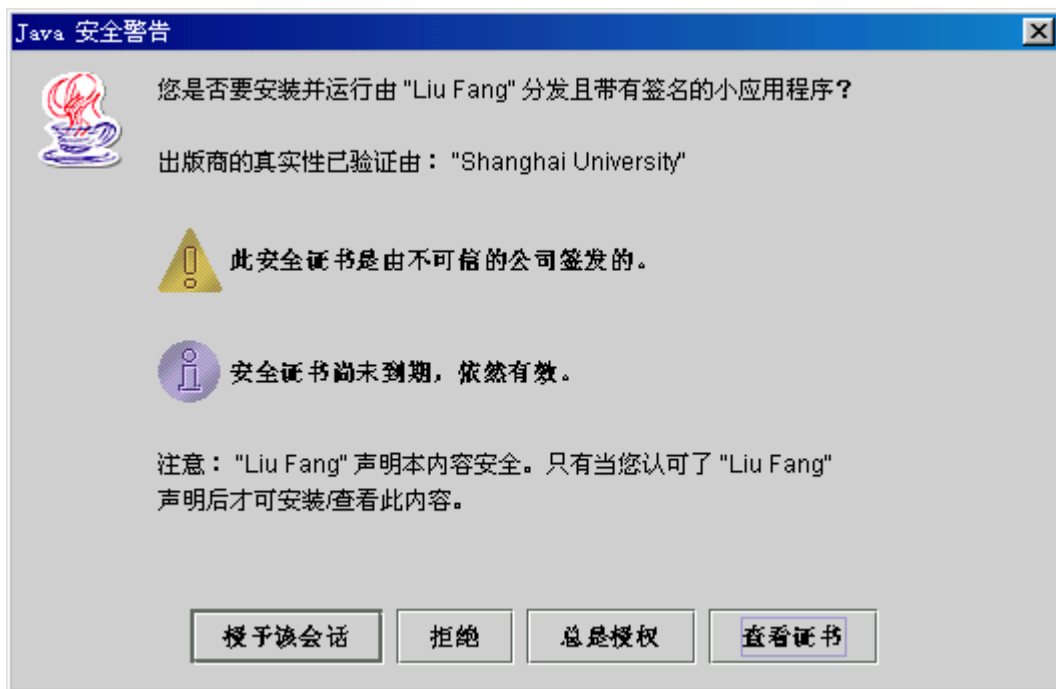 Java 安全警告
您是否要安装并运行由 "Liu Fang" 分发且带有签名的小应用程序?
出版商的真实性已验证由： "Shanghai University"
此安全证书是由不可信的公司签发的。
安全证书尚未到期，依然有效。
注意： "Liu Fang" 声明本内容安全。只有当您认可了 "Liu Fang"
声明后才可安装/查看此内容。
授予该会话 拒绝 总是授权 查看证书